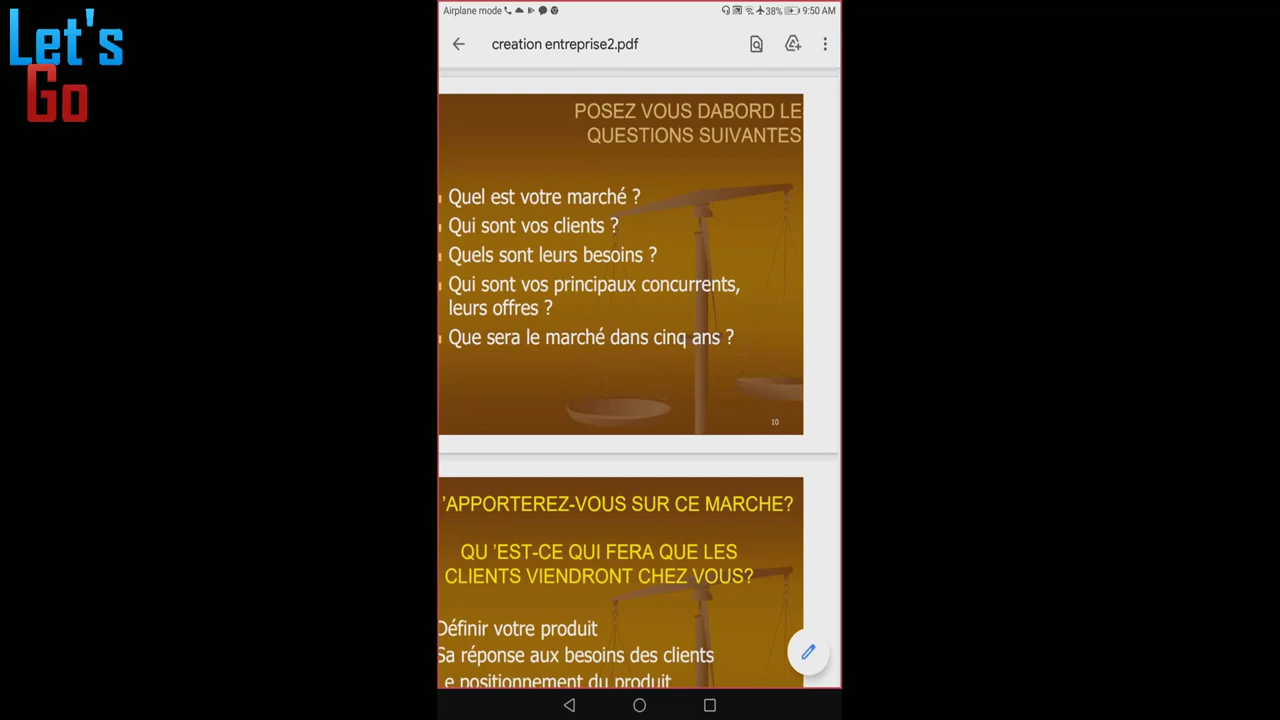 Let's
Go
Airplane mode
38%
9:50 AM
creation entreprise2.pdf
POSEZ VOUS DABORD LE
QUESTIONS SUIVANTES
Quel est votre marché ?
Qui sont vos clients ?
Quels sont leurs besoins ?
Qui sont vos principaux concurrents,
leurs offres ?
Que sera le marché dans cinq ans ?
10
'APPORTEREZ-VOUS SUR CE MARCHE?
QU 'EST-CE QUI FERA QUE LES
CLIENTS VIENDRONT CHEZ VOUS?
Définir votre produit
Sa réponse aux besoins des clients
e positionnement du produit